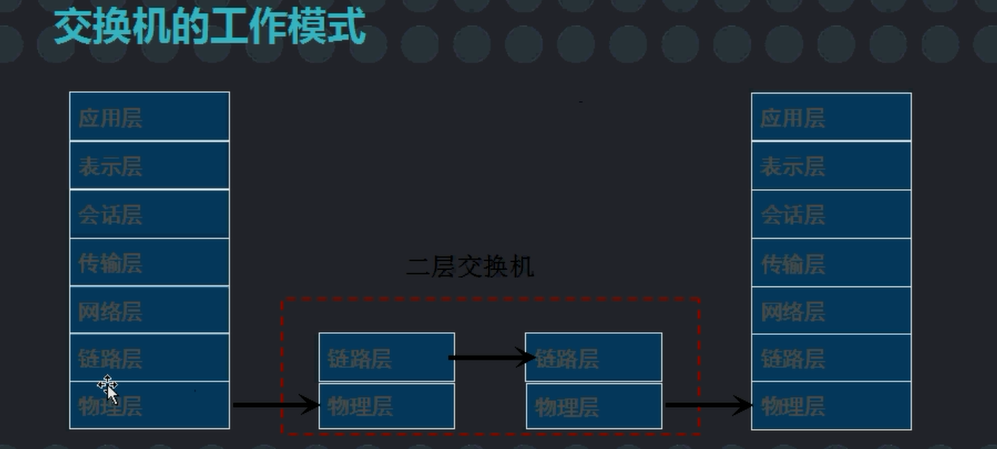 交换机的工作模式
应用层
表示层
会话层
传输层
网络层
链路层
物理层
二层交换机
链路层
链路层
物理层
物理层
应用层
表示层
会话层
传输层
网络层
链路层
物理层